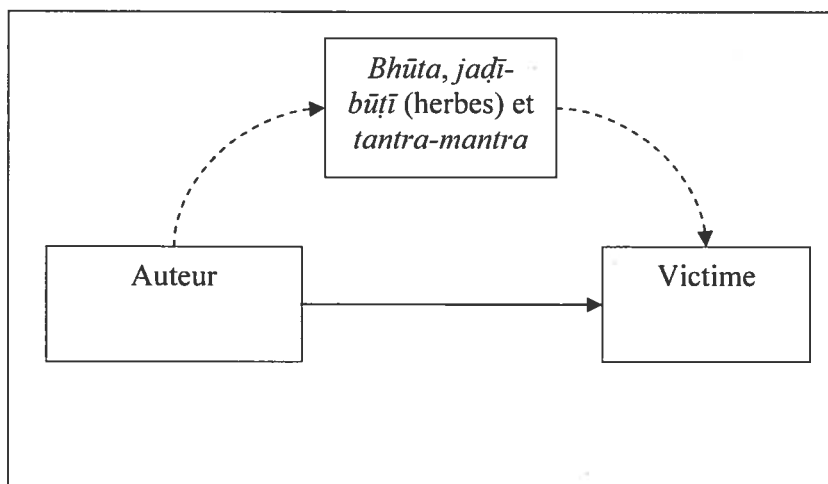 Bhūta, jaḍī-
būṭī (herbes) et
tantra-mantra
Auteur
Victime